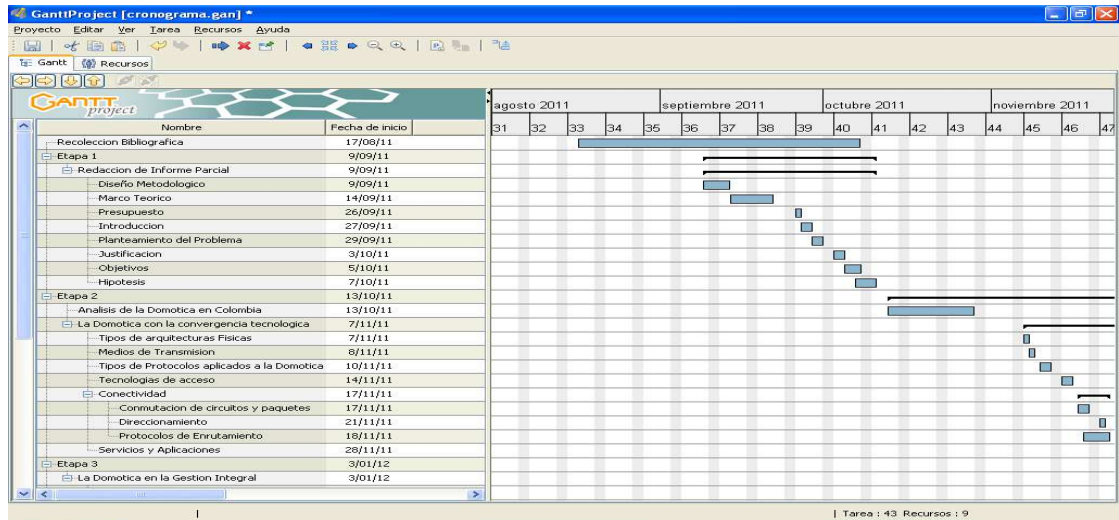 GanttProject [cronograma.gan] *
Proyecto Editar Ver Tarea Recursos Ayuda
Gantt Recursos
GANTT project
agosto 2011 septiembre 2011 octubre 2011 noviembre 2011
Nombre Fecha de inicio 31 32 33 34 35 36 37 38 39 40 41 42 43 44 45 46 47
Recoleccion Bibliografica 17/08/11
Etapa 1 9/09/11
Redaccion de Informe Parcial 9/09/11
Diseño Metodologico 9/09/11
Marco Teorico 14/09/11
Presupuesto 26/09/11
Introduccion 27/09/11
Planteamiento del Problema 29/09/11
Justificacion 3/10/11
Objetivos 5/10/11
Hipotesis 7/10/11
Etapa 2 13/10/11
Analisis de la Domotica en Colombia 13/10/11
La Domotica con la convergencia tecnologica 7/11/11
Tipos de arquitecturas Fisicas 7/11/11
Medios de Transmision 8/11/11
Tipos de Protocolos aplicados a la Domotica 10/11/11
Tecnologias de acceso 14/11/11
Conectividad 17/11/11
Conmutacion de circuitos y paquetes 17/11/11
Direccionamiento 21/11/11
Protocolos de Enrutamiento 18/11/11
Servicios y Aplicaciones 28/11/11
Etapa 3 3/01/12
La Domotica en la Gestion Integral 3/01/12
Tarea : 43 Recursos : 9